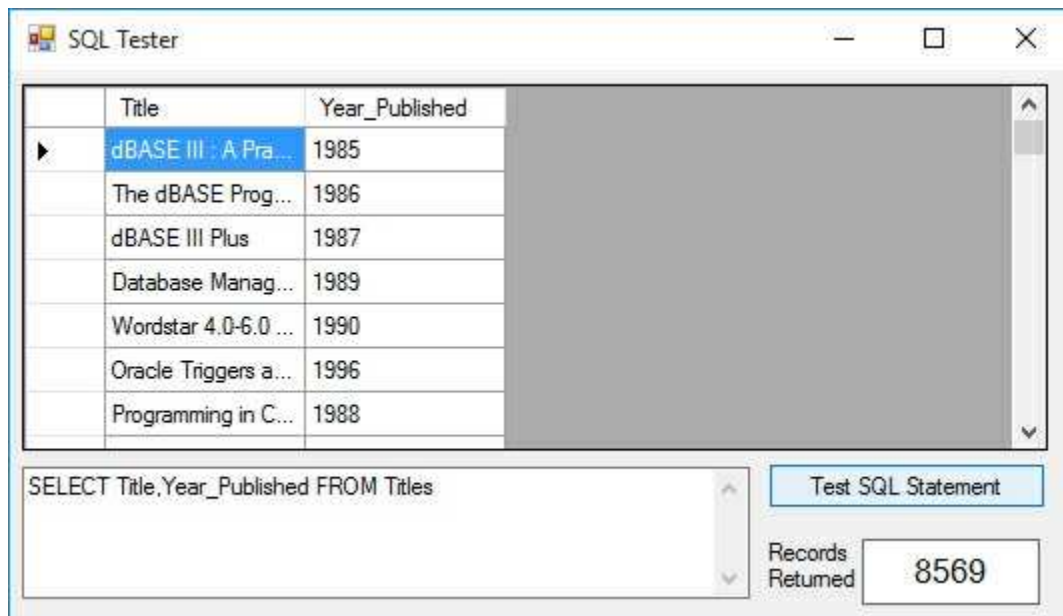 SQL Tester
Title Year_Published
dBASE III : A Pra... 1985
The dBASE Prog... 1986
dBASE III Plus 1987
Database Manag... 1989
Wordstar 4.0-6.0 ... 1990
Oracle Triggers a... 1996
Programming in C... 1988
SELECT Title,Year_Published FROM Titles
Test SQL Statement
Records
Returned
8569